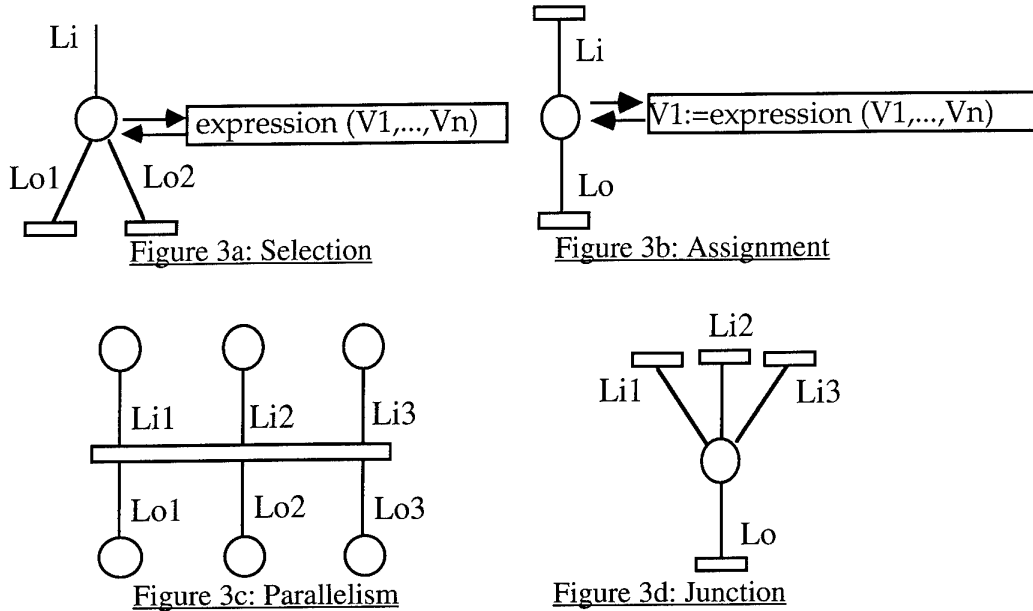 Li
expression (V1,...,Vn)
Lo1
Lo2
Figure 3a: Selection
Li
V1:=expression (V1,...,Vn)
Lo
Figure 3b: Assignment
Li1
Li2
Li3
Lo1
Lo2
Lo3
Figure 3c: Parallelism
Li2
Li1
Li3
Lo
Figure 3d: Junction